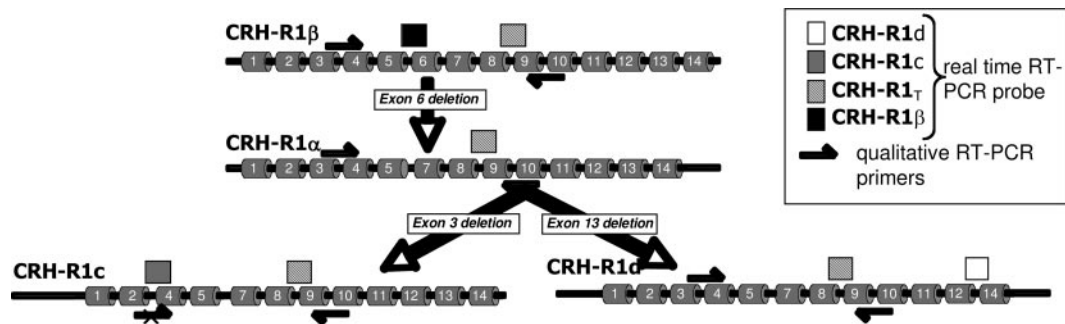 CRH-R1β
1 2 3 4 5 6 7 8 9 10 11 12 13 14
Exon 6 deletion
CRH-R1α
1 2 3 4 5 7 8 9 10 11 12 13 14
Exon 3 deletion Exon 13 deletion
CRH-R1c
1 2 4 5 7 8 9 10 11 12 13 14
CRH-R1d
1 2 3 4 5 7 8 9 10 11 12 14
CRH-R1d
CRH-R1c
CRH-R1T
CRH-R1β
real time RT-
PCR probe
qualitative RT-PCR
primers